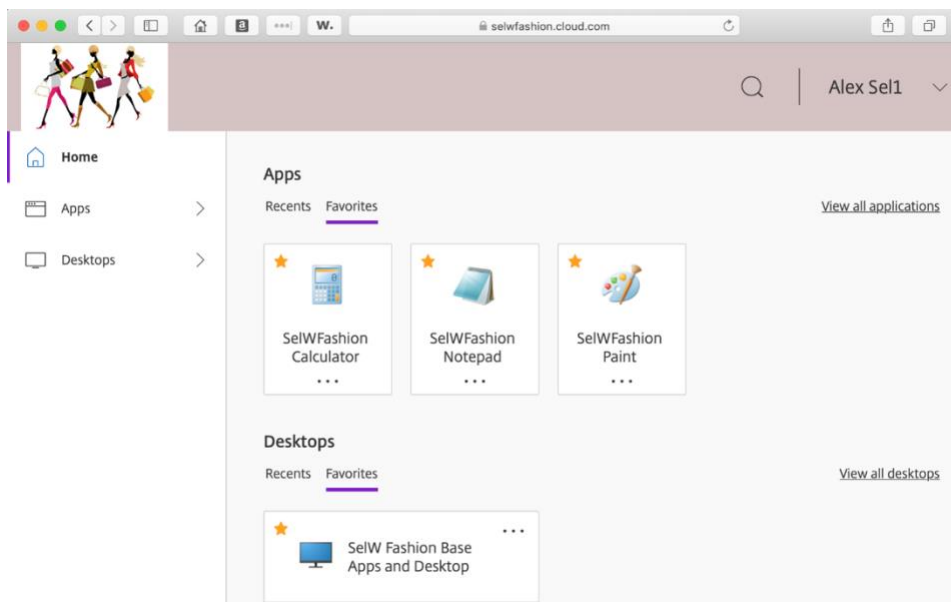 a
W.
selwfashion.cloud.com
Alex Sel1
Home
Apps
Desktops
Apps
Recents Favorites
View all applications
SelWFashion
Calculator
SelWFashion
Notepad
SelWFashion
Paint
Desktops
Recents Favorites
View all desktops
SelW Fashion Base
Apps and Desktop